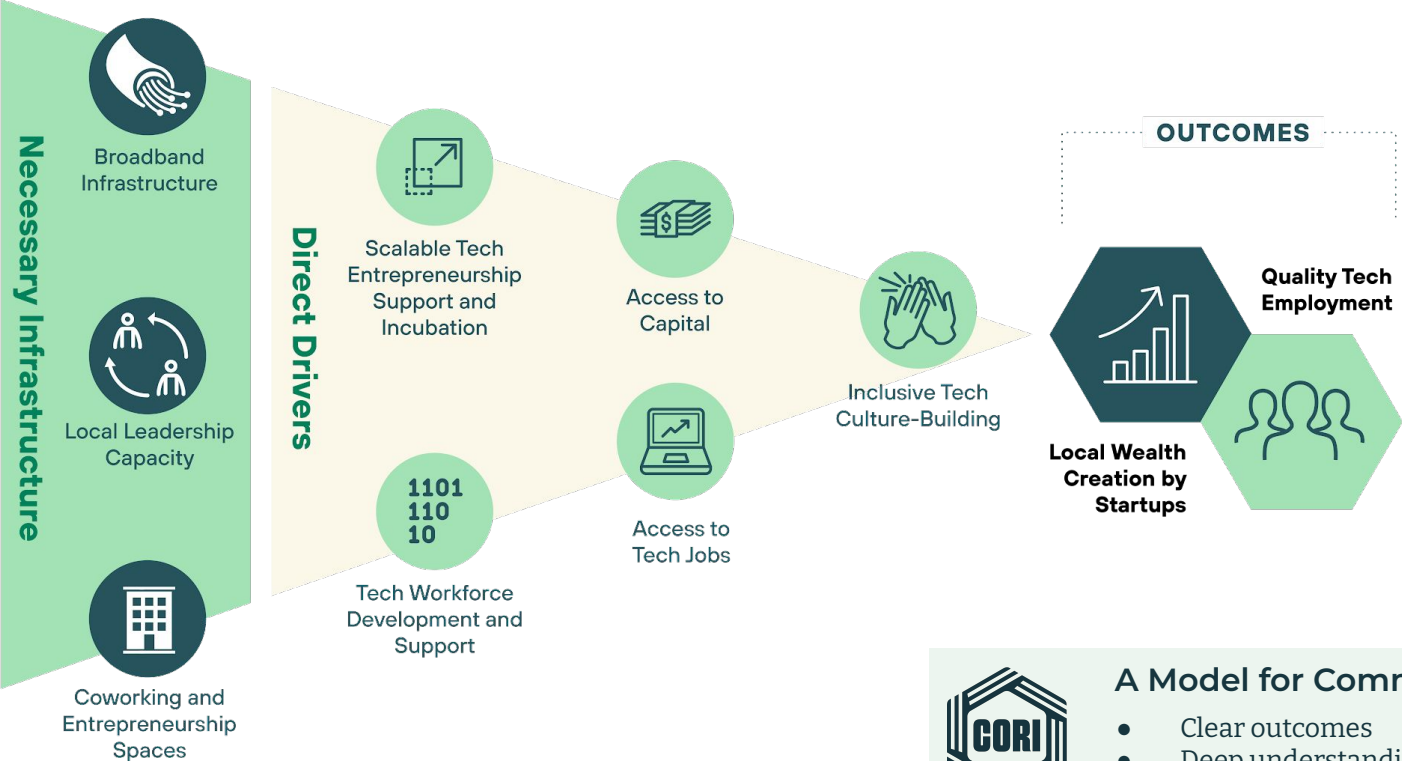 Necessary Infrastructure
Broadband
Infrastructure
Local Leadership
Capacity
Coworking and
Entrepreneurship
Spaces
Direct Drivers
Scalable Tech
Entrepreneurship
Support and
Incubation
1101
110
10
Tech Workforce
Development and
Support
$
Access to
Capital
Access to
Tech Jobs
Inclusive Tech
Culture-Building
OUTCOMES
Quality Tech
Employment
Local Wealth
Creation by
Startups
CORI
A Model for
• Clear outcomes
• Deep